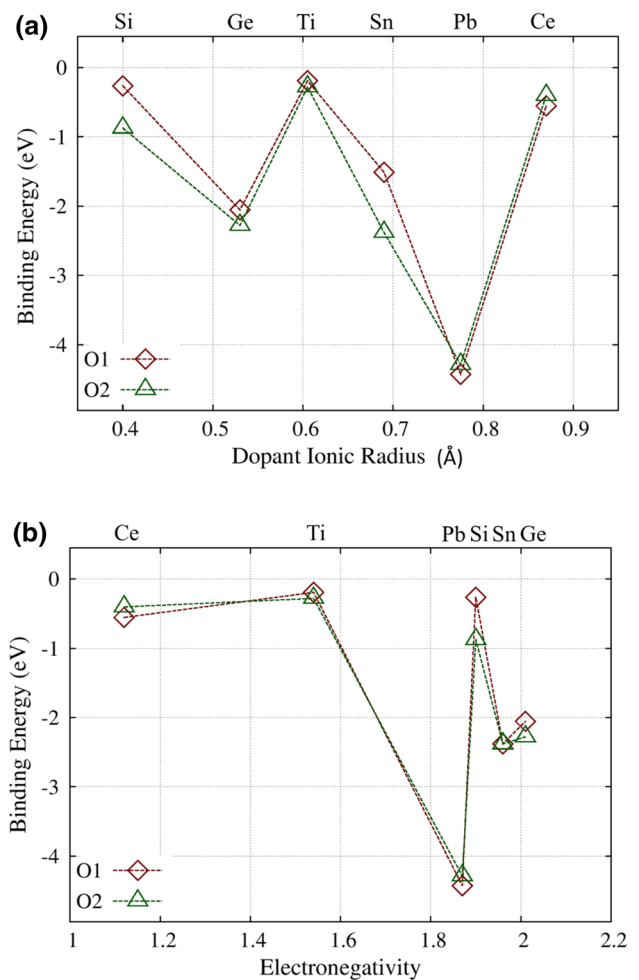 (a)
Si Ge Ti Sn Pb Ce
0
-1
-2
-3
-4
Binding Energy (eV)
O1
O2
0.4 0.5 0.6 0.7 0.8 0.9
Dopant Ionic Radius (Å)
(b)
Ce Ti Pb Si Sn Ge
0
-1
-2
-3
-4
Binding Energy (eV)
O1
O2
1 1.2 1.4 1.6 1.8 2 2.2
Electronegativity